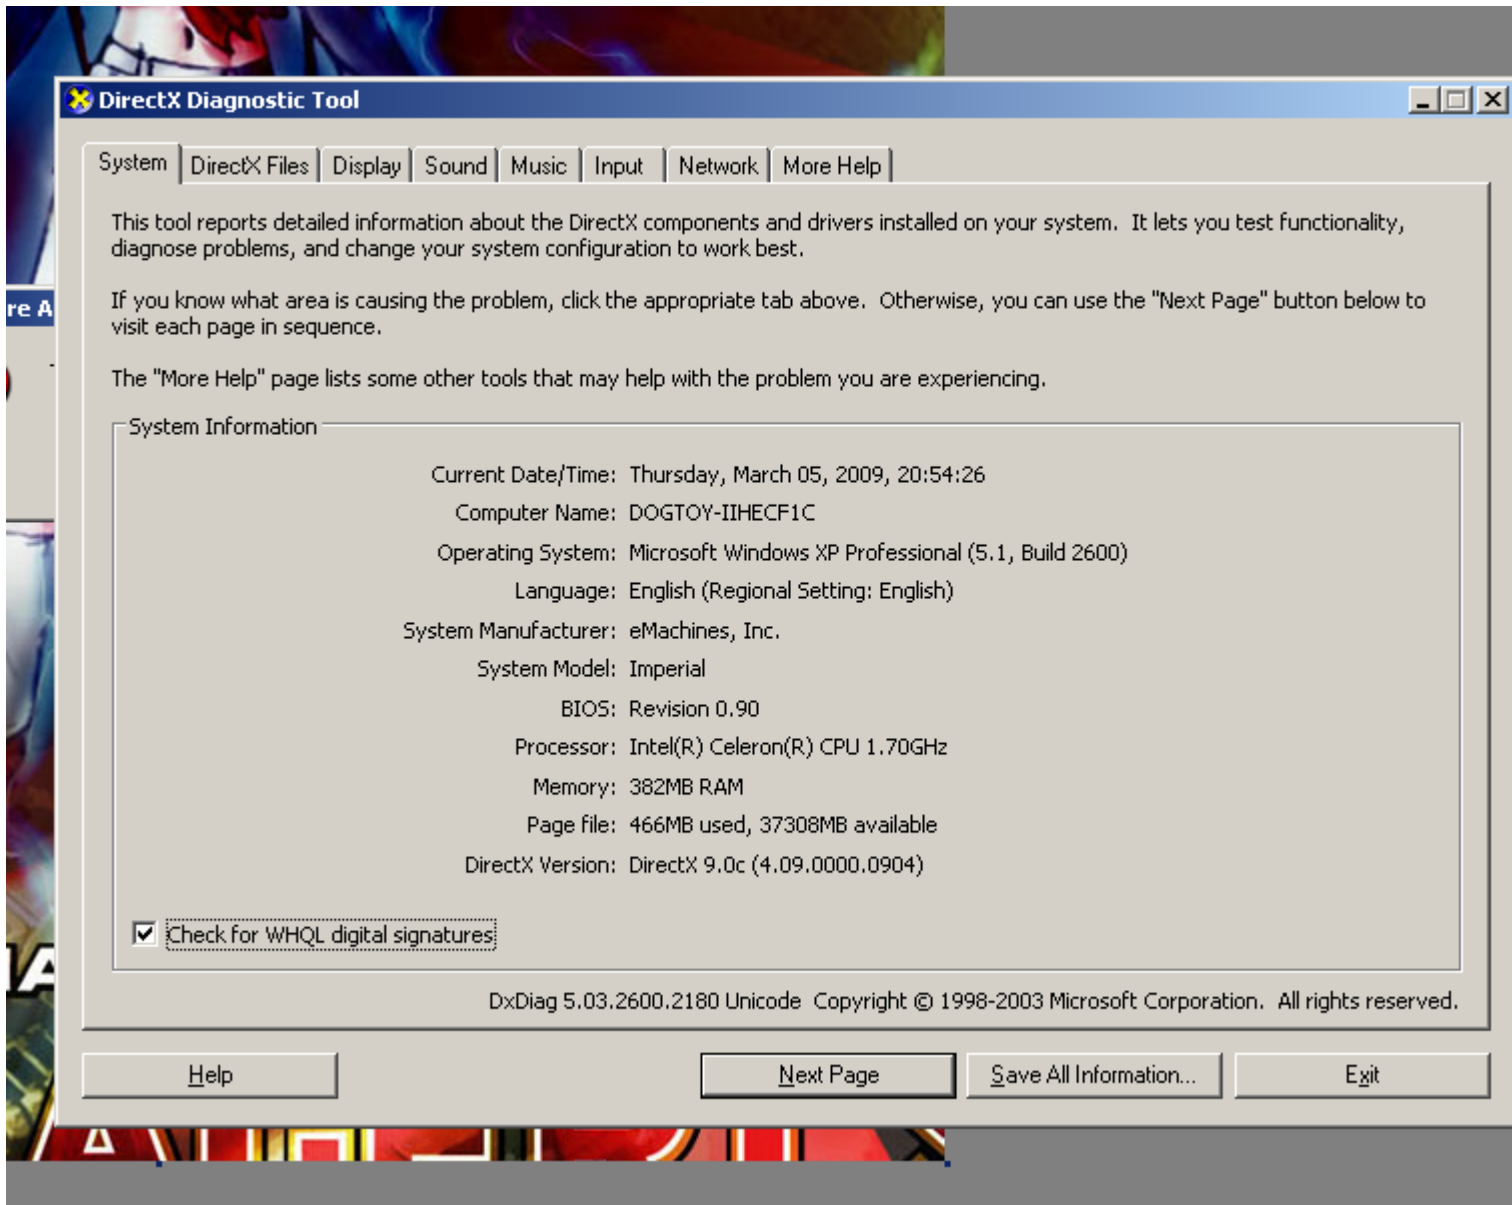 DirectX Diagnostic Tool
System DirectX Files Display Sound Music Input Network More Help
This tool reports detailed information about the DirectX components and drivers installed on your system.  It lets you test functionality,
diagnose problems, and change your system configuration to work best.
re A
If you know what area is causing the problem, click the appropriate tab above.  Otherwise, you can use the "Next Page" button below to
visit each page in sequence.
The "More Help" page lists some other tools that may help with the problem you are experiencing.
System Information
Current Date/Time: Thursday, March 05, 2009, 20:54:26
Computer Name: DOGTOY-IIHECF1C
Operating System: Microsoft Windows XP Professional (5.1, Build 2600)
Language: English (Regional Setting: English)
System Manufacturer: eMachines, Inc.
System Model: Imperial
BIOS: Revision 0.90
Processor: Intel(R) Celeron(R) CPU 1.70GHz
Memory: 382MB RAM
Page file: 466MB used, 37308MB available
DirectX Version: DirectX 9.0c (4.09.0000.0904)
Check for WHQL digital signatures
DxDiag 5.03.2600.2180 Unicode  Copyright © 1998-2003 Microsoft Corporation.  All rights reserved.
Help Next Page Save All Information... Exit